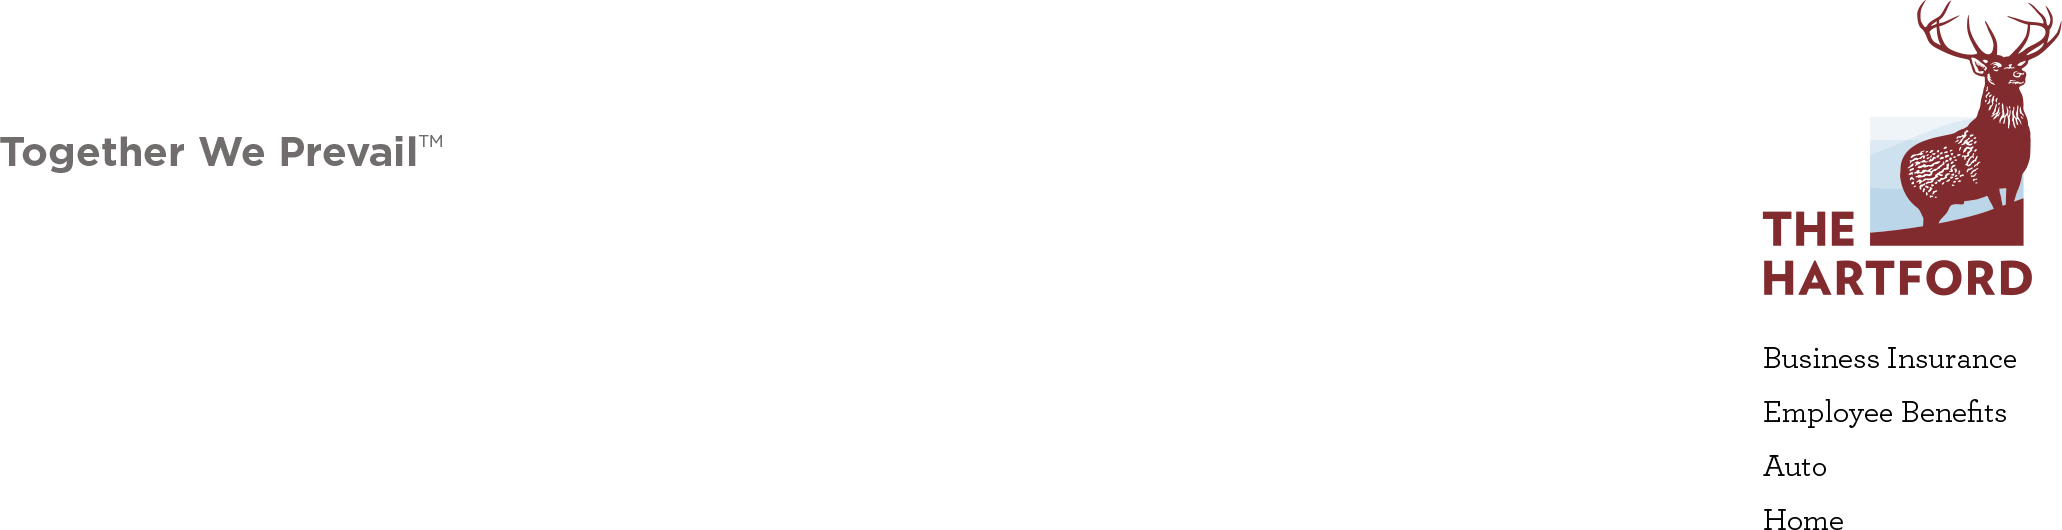 Together We Prevail™
THE
HARTFORD
Business Insurance
Employee Benefits
Auto
Home